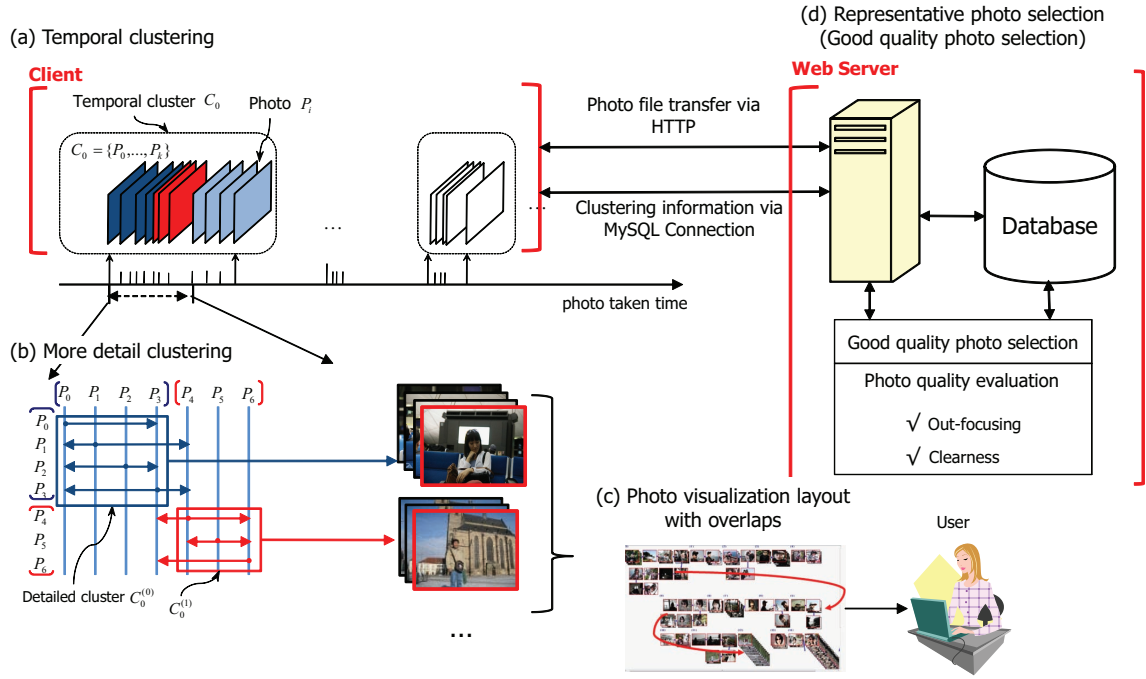 (a) Temporal clustering
Client
Temporal cluster C₀
Photo Pᵢ
C₀ = {P₀,...,Pₖ}
...
...
photo taken time
Photo file transfer via
HTTP
Clustering information via
MySQL Connection
(d) Representative photo selection
(Good quality photo selection)
Web Server
Database
Good quality photo selection
Photo quality evaluation
√ Out-focusing
√ Clearness
(b) More detail clustering
P₀ P₁ P₂ P₃ P₄ P₅ P₆
P₀
P₁
P₂
P₃
P₄
P₅
P₆
Detailed cluster C₀⁽⁰⁾
C₀⁽¹⁾
...
(c) Photo visualization layout
with overlaps
User